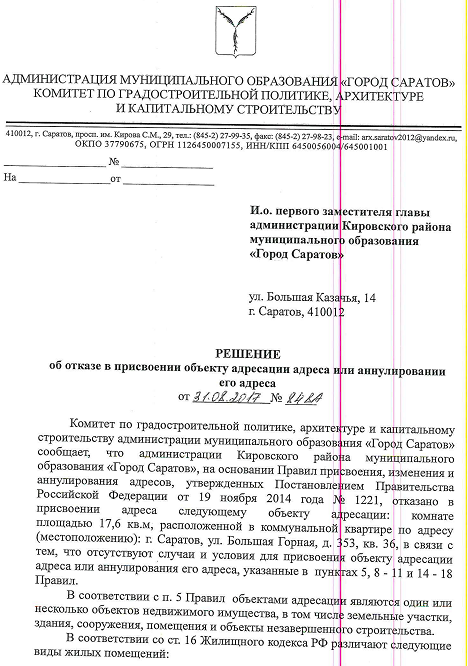 АДМИНИСТРАЦИЯ МУНИЦИПАЛЬНОГО ОБРАЗОВАНИЯ «ГОРОД САРАТОВ»
КОМИТЕТ ПО ГРАДОСТРОИТЕЛЬНОЙ ПОЛИТИКЕ, АРХИТЕКТУРЕ
И КАПИТАЛЬНОМУ СТРОИТЕЛЬСТВУ
410012, г. Саратов, просп. им. Кирова С.М., 29, тел.: (845-2) 27-99-35, факс: (845-2) 27-98-23, e-mail: arx.saratov2012@yandex.ru,
ОКПО 37790675, ОГРН 1126450007155, ИНН/КПП 6450056004/645001001
____________ № ____________
На ____________ от ____________
И.о. первого заместителя главы
администрации Кировского района
муниципального образования
«Город Саратов»
ул. Большая Казачья, 14
г. Саратов, 410012
РЕШЕНИЕ
об отказе в присвоении объекту адресации адреса или аннулировании
его адреса
от 31.08.2017 №
Комитет по градостроительной политике, архитектуре и капитальному
строительству администрации муниципального образования «Город Саратов»
сообщает, что администрации Кировского района муниципального
образования «Город Саратов», на основании Правил присвоения, изменения и
аннулирования адресов, утвержденных Постановлением Правительства
Российской Федерации от 19 ноября 2014 года № 1221, отказано в
присвоении адреса следующему объекту адресации: комнате
площадью 17,6 кв.м, расположенной в коммунальной квартире по адресу
(местоположению): г. Саратов, ул. Большая Горная, д. 353, кв. 36, в связи с
тем, что отсутствуют случаи и условия для присвоения объекту адресации
адреса или аннулирования его адреса, указанные в пунктах 5, 8 - 11 и 14 - 18
Правил.
В соответствии с п. 5 Правил объектами адресации являются один или
несколько объектов недвижимого имущества, в том числе земельные участки,
здания, сооружения, помещения и объекты незавершенного строительства.
В соответствии со ст. 16 Жилищного кодекса РФ различают следующие
виды жилых помещений: